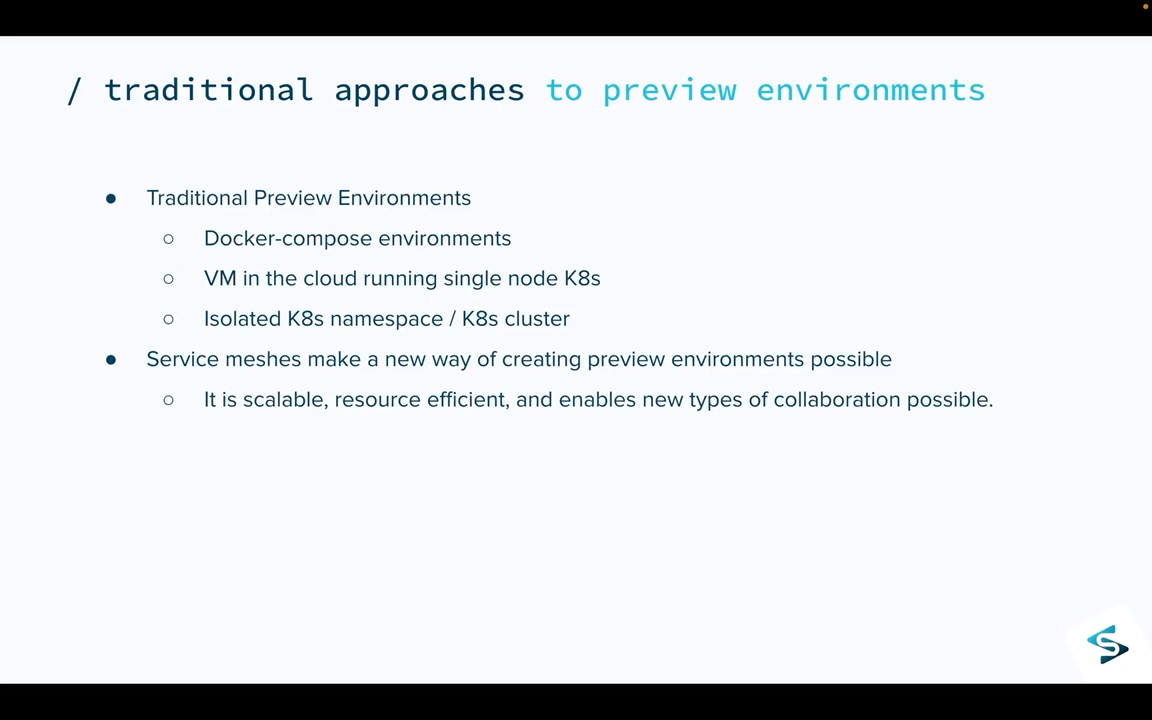 / traditional approaches to preview environments
● Traditional Preview Environments
○ Docker-compose environments
○ VM in the cloud running single node K8s
○ Isolated K8s namespace / K8s cluster
● Service meshes make a new way of creating preview environments possible
○ It is scalable, resource efficient, and enables new types of collaboration possible.